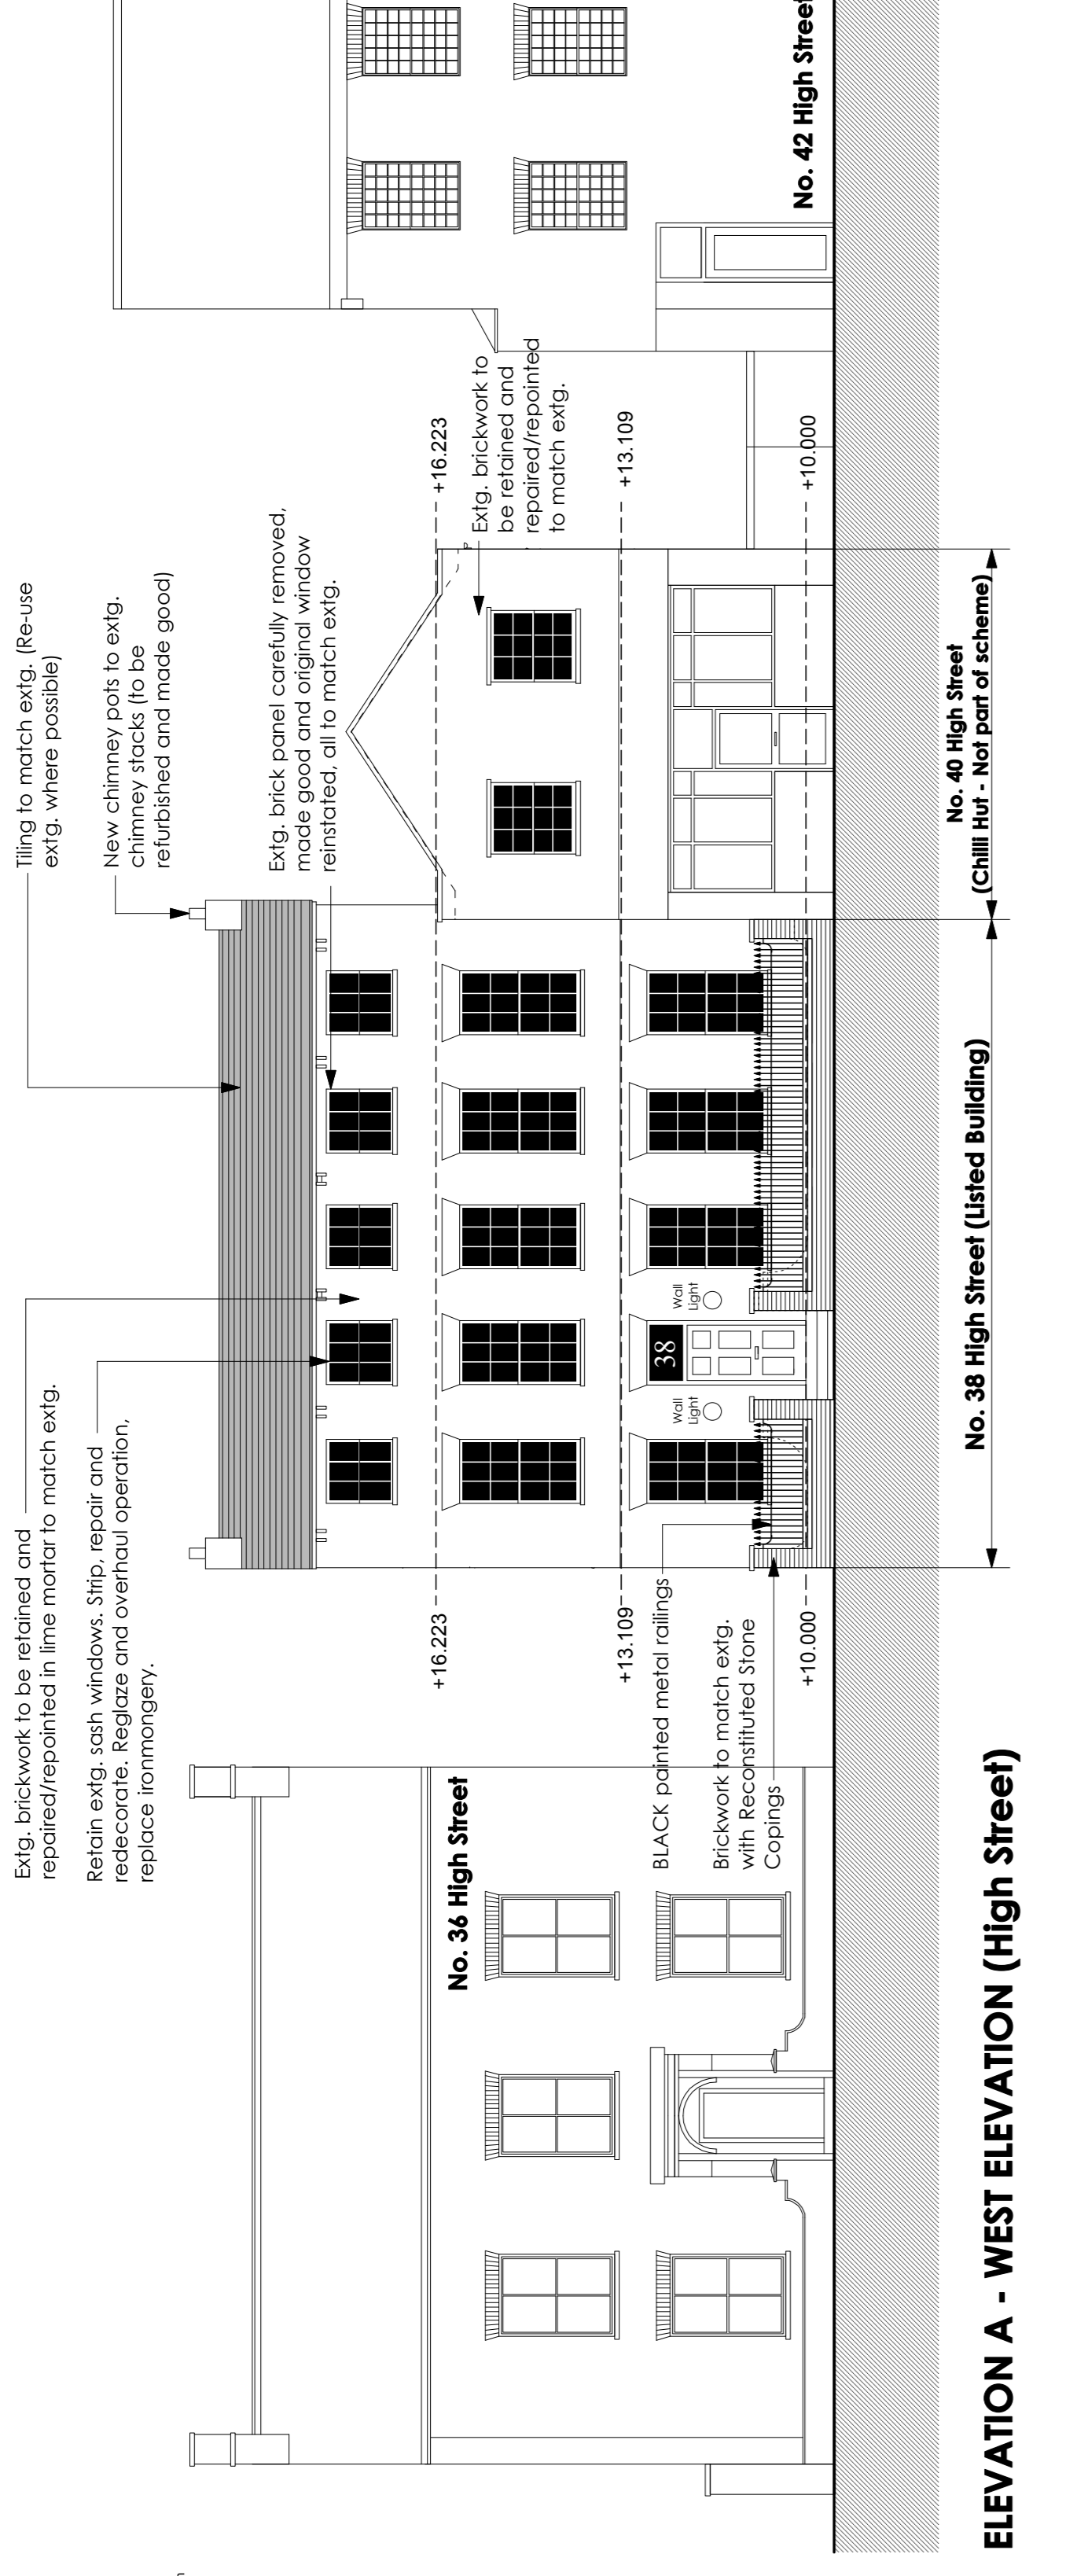 Extg. brickwork to be retained and
repaired/repointed in lime mortar to match extg.
Retain extg. sash windows. Strip, repair and
redecorate. Reglaze and overhaul operation,
replace ironmongery.
Tiling to match extg. (Re-use
extg. where possible)
New chimney pots to extg.
chimney stacks (to be
refurbished and made good)
Extg. brick panel carefully removed,
made good and original window
reinstated, all to match extg.
+16.223
+16.223
Extg. brickwork to
be retained and
repaired/repointed
to match extg.
No. 36 High Street
+13.109
+13.109
BLACK painted metal railings
Brickwork to match extg.
with Reconstituted Stone
Copings
Wall
Light
38
Wall
Light
+10.000
+10.000
No. 42 High Street
No. 40 High Street
(Chilli Hut - Not part of scheme)
No. 38 High Street (Listed Building)
ELEVATION A - WEST ELEVATION (High Street)